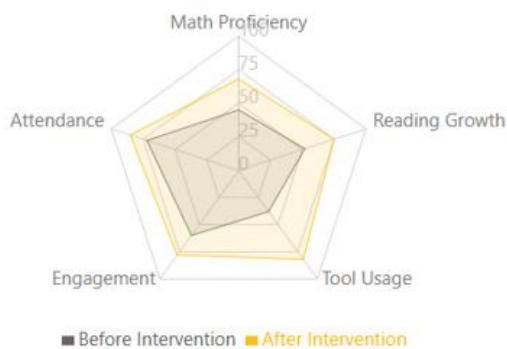 Math Proficiency
100
75
Attendance
Reading Growth
50
25
0
Engagement
Tool Usage
Before Intervention
After Intervention